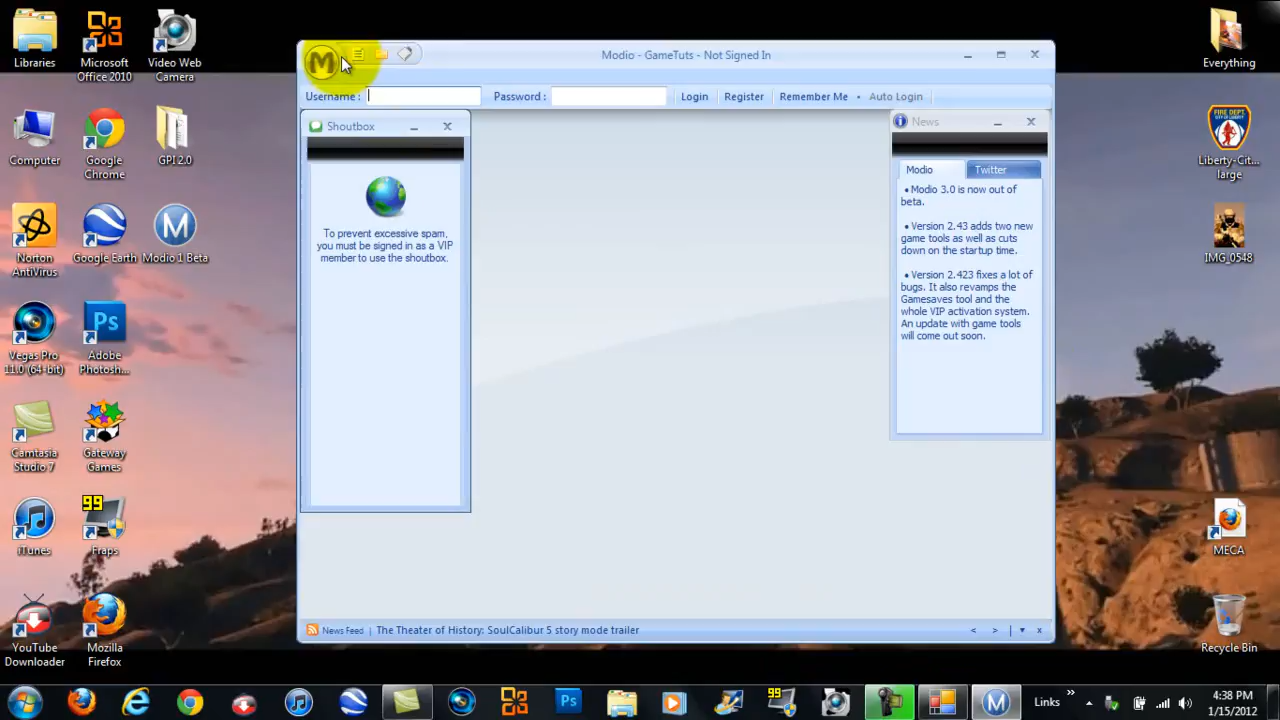 Libraries
Microsoft
Office 2010
Video Web
Camera
Computer
Google
Chrome
GPI 2.0
Norton
AntiVirus
Google Earth
Modio 1 Beta
Vegas Pro
11.0 (64-bit)
Adobe
Photosh...
Camtasia
Studio 7
Gateway
Games
iTunes
99
Fraps
YouTube
Downloader
Mozilla
Firefox
M
Modio - GameTuts - Not Signed In
Username :
Password :
Login
Register
Remember Me
Auto Login
Shoutbox
To prevent excessive spam,
you must be signed in as a VIP
member to use the shoutbox.
News
Modio
Twitter
• Modio 3.0 is now out of
beta.
• Version 2.43 adds two new
game tools as well as cuts
down on the startup time.
• Version 2.423 fixes a lot of
bugs. It also revamps the
Gamesaves tool and the
whole VIP activation system.
An update with game tools
will come out soon.
News Feed
The Theater of History: SoulCalibur 5 story mode trailer
Everything
FIRE DEPT.
Liberty-Cit...
large
IMG_0548
MECA
Recycle Bin
Links
4:38 PM
1/15/2012